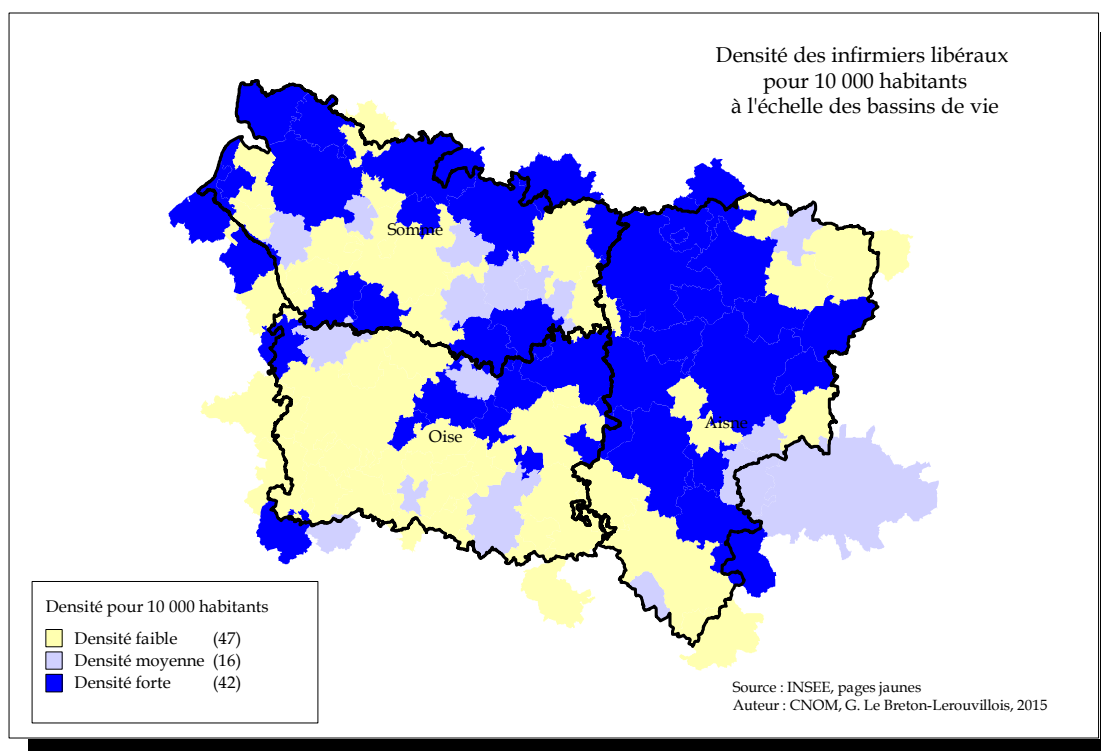 Densité des infirmiers libéraux
pour 10 000 habitants
à l'échelle des bassins de vie
Somme
Aisne
Oise
Densité pour 10 000 habitants
Densité faible (47)
Densité moyenne (16)
Densité forte (42)
Source : INSEE, pages jaunes
Auteur : CNOM, G. Le Breton-Lerouvillois, 2015